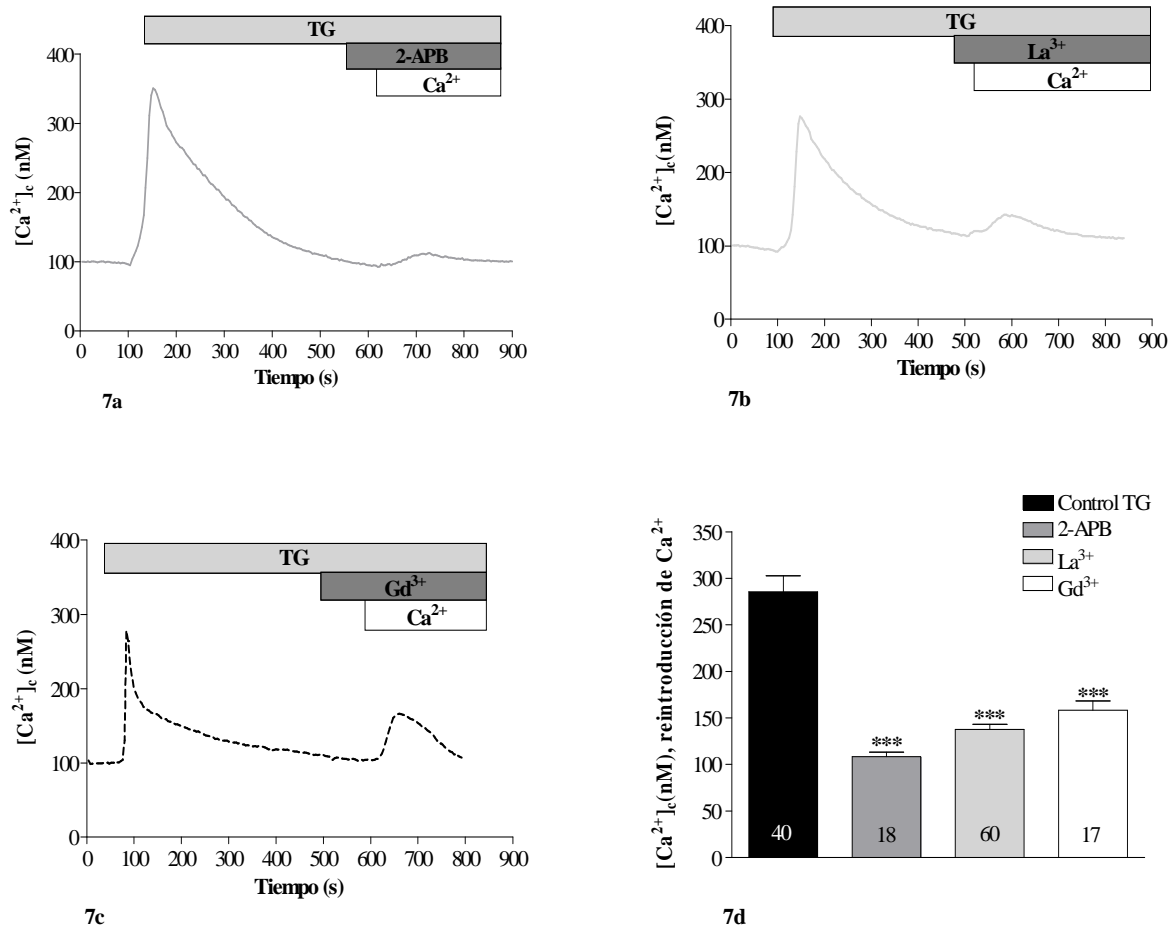 TG
2-APB
Ca²⁺
[Ca²⁺]c (nM)
400
300
200
100
0
0 100 200 300 400 500 600 700 800 900
Tiempo (s)
7a
TG
La³⁺
Ca²⁺
[Ca²⁺]c(nM)
400
300
200
100
0
0 100 200 300 400 500 600 700 800 900
Tiempo (s)
7b
TG
Gd³⁺
Ca²⁺
[Ca²⁺]c (nM)
400
300
200
100
0
0 100 200 300 400 500 600 700 800 900
Tiempo (s)
7c
Control TG
2-APB
La³⁺
Gd³⁺
[Ca²⁺]c(nM), reintroducción de Ca²⁺
350
300
250
200
150
100
50
0
*** *** ***
40 18 60 17
7d